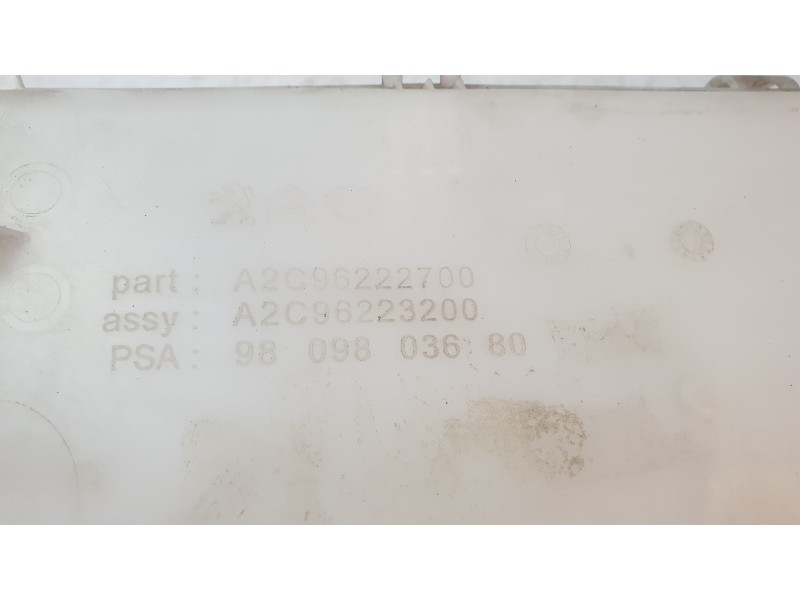 part : A2C96222700
assy : A2C96223200
PSA : 98 098 036 80